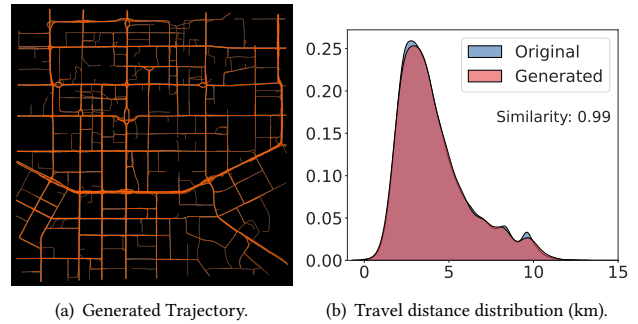 0.25
0.20
0.15
0.10
0.05
0.00
Original
Generated
Similarity: 0.99
0 5 10 15
(a) Generated Trajectory.
(b) Travel distance distribution (km).